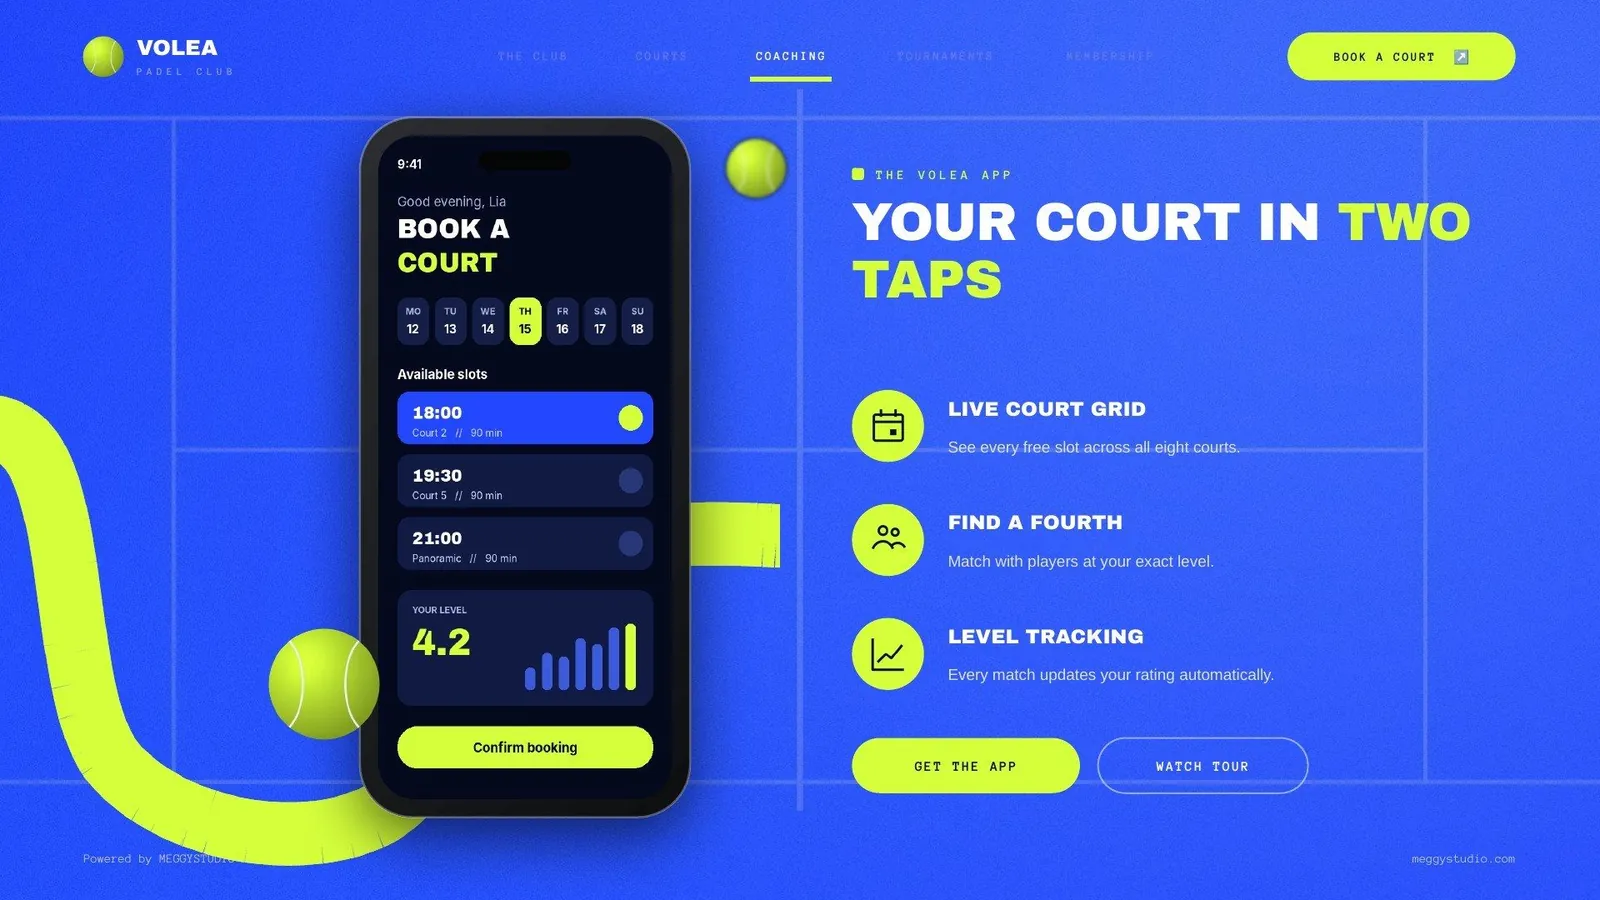 VOLEA
PADEL CLUB
THE CLUB
COURTS
COACHING
TOURNAMENTS
MEMBERSHIP
BOOK A COURT ↗
9:41
Good evening, Lia
BOOK A
COURT
MO TU WE TH FR SA SU
12 13 14 15 16 17 18
Available slots
18:00
Court 2 // 90 min
19:30
Court 5 // 90 min
21:00
Panoramic // 90 min
YOUR LEVEL
4.2
Confirm booking
THE VOLEA APP
YOUR COURT IN TWO
TAPS
LIVE COURT GRID
See every free slot across all eight courts.
FIND A FOURTH
Match with players at your exact level.
LEVEL TRACKING
Every match updates your rating automatically.
GET THE APP
WATCH TOUR
Powered by MEGGYSTUDIO
meggystudio.com